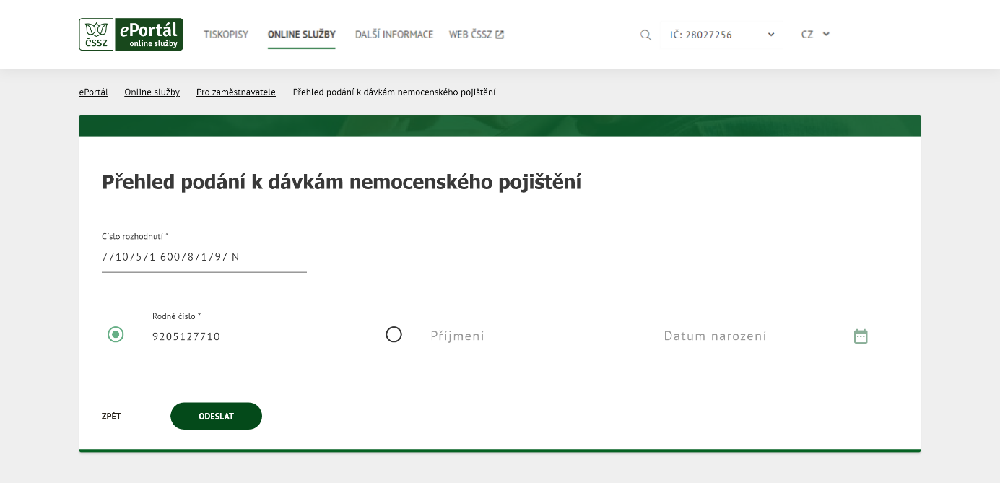 ČSSZ
ePortál
online služby
TISKOPISY
ONLINE SLUŽBY
DALŠÍ INFORMACE
WEB ČSSZ
IČ: 28027256
CZ
ePortál - Online služby - Pro zaměstnavatele - Přehled podání k dávkám nemocenského pojištění
Přehled podání k dávkám nemocenského pojištění
Číslo rozhodnutí *
77107571 6007871797 N
Rodné číslo *
9205127710
Příjmení
Datum narození
ZPĚT
ODESLAT